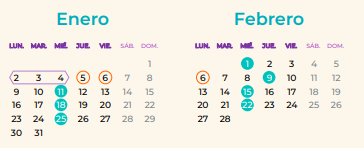 Enero
LUN. MAR. MIÉ. JUE. VIE. SÁB. DOM.
1
2 3 4 5 6 7 8
9 10 11 12 13 14 15
16 17 18 19 20 21 22
23 24 25 26 27 28 29
30 31
Febrero
LUN. MAR. MIÉ. JUE. VIE. SÁB. DOM.
1 2 3 4 5
6 7 8 9 10 11 12
13 14 15 16 17 18 19
20 21 22 23 24 25 26
27 28